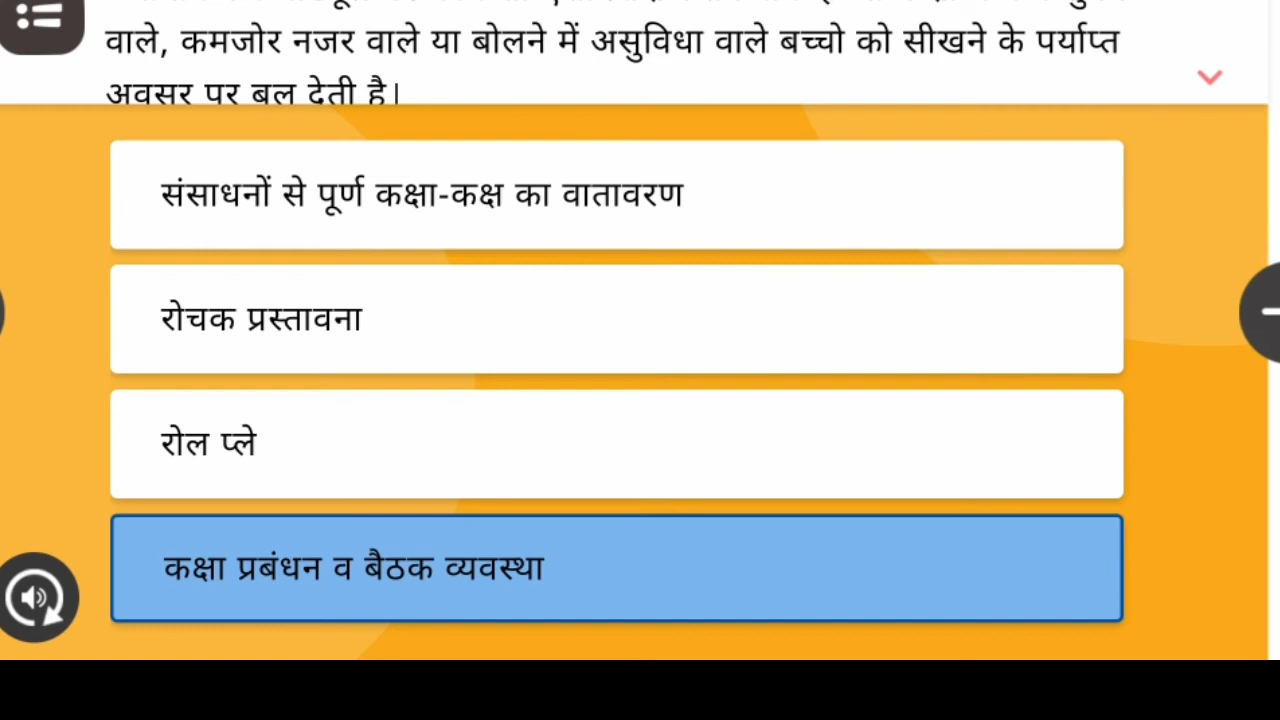 वाले, कमजोर नजर वाले या बोलने में असुविधा वाले बच्चो को सीखने के पर्याप्त
अवसर पर बल देती है।
संसाधनों से पूर्ण कक्षा-कक्ष का वातावरण
रोचक प्रस्तावना
रोल प्ले
कक्षा प्रबंधन व बैठक व्यवस्था